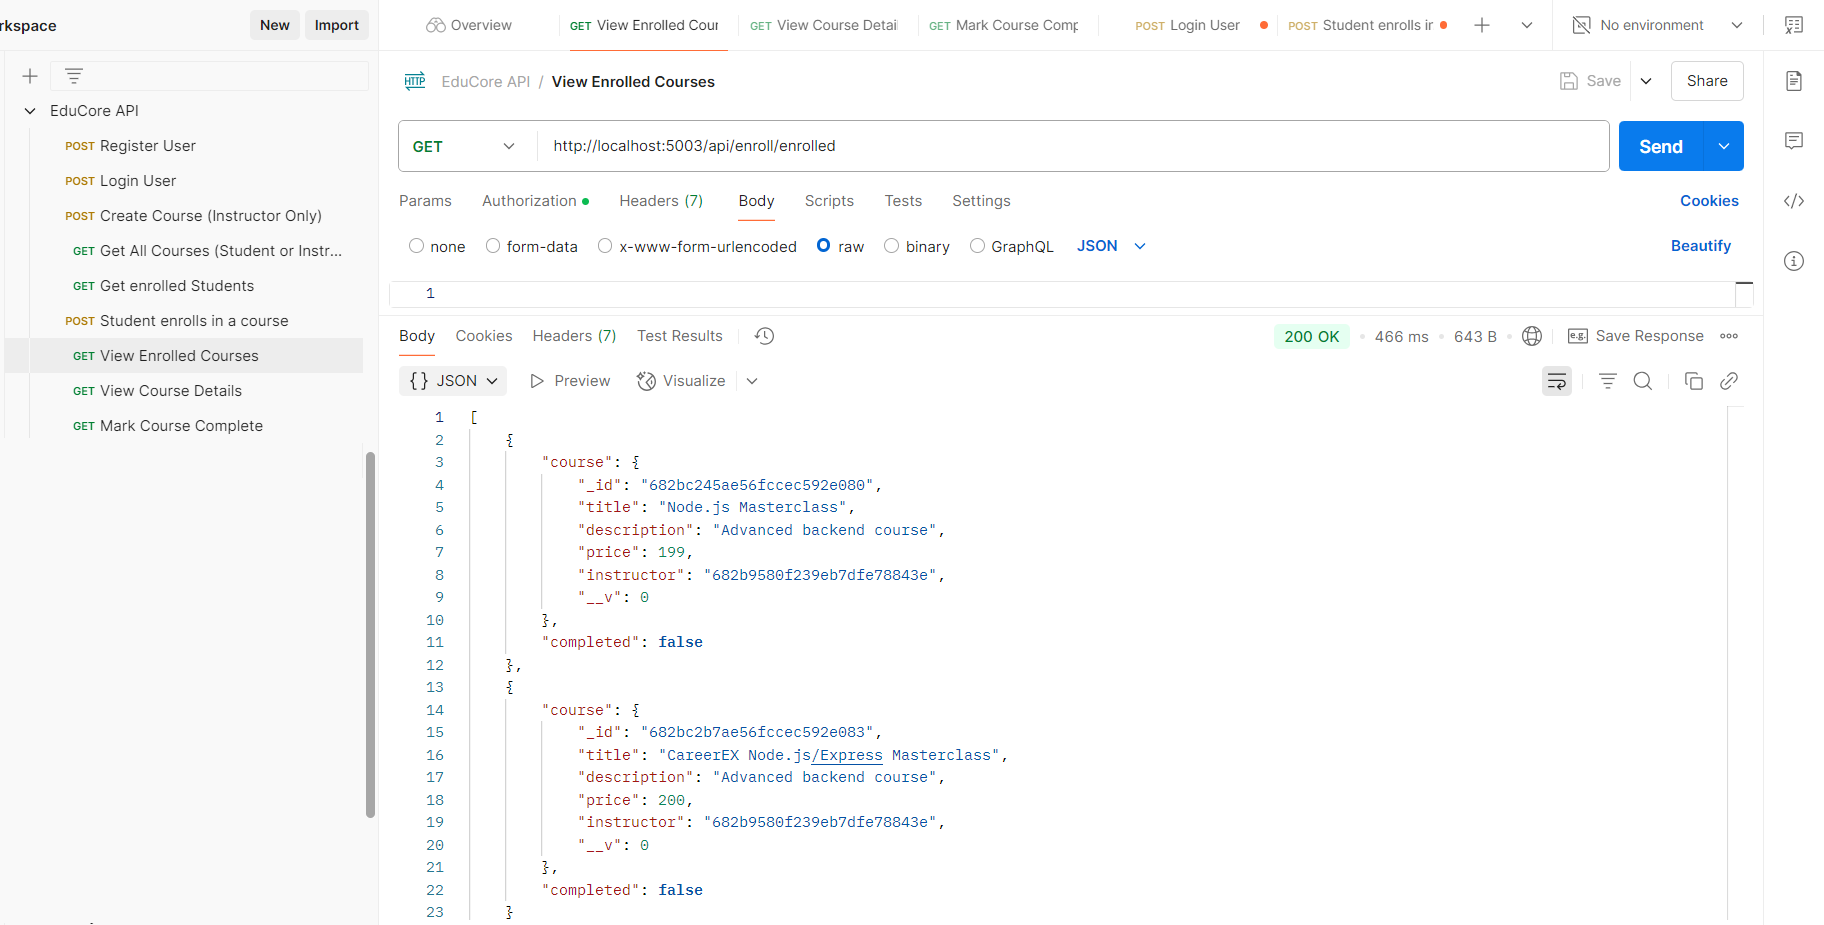 rkspace New Import
Overview GET View Enrolled Cour GET View Course Detail GET Mark Course Comp POST Login User POST Student enrolls ir No environment
HTTP EduCore API / View Enrolled Courses Save Share
EduCore API
POST Register User
POST Login User
POST Create Course (Instructor Only)
GET Get All Courses (Student or Instr...
GET Get enrolled Students
POST Student enrolls in a course
GET View Enrolled Courses
GET View Course Details
GET Mark Course Complete
GET http://localhost:5003/api/enroll/enrolled Send
Params Authorization Headers (7) Body Scripts Tests Settings Cookies
none form-data x-www-form-urlencoded raw binary GraphQL JSON Beautify
1
Body Cookies Headers (7) Test Results 200 OK 466 ms 643 B e.g. Save Response
{} JSON Preview Visualize
1 [
2 {
3 "course": {
4 "_id": "682bc245ae56fccec592e080",
5 "title": "Node.js Masterclass",
6 "description": "Advanced backend course",
7 "price": 199,
8 "instructor": "682b9580f239eb7dfe78843e",
9 "__v": 0
10 },
11 "completed": false
12 },
13 {
14 "course": {
15 "_id": "682bc2b7ae56fccec592e083",
16 "title": "CareerEX Node.js/Express Masterclass",
17 "description": "Advanced backend course",
18 "price": 200,
19 "instructor": "682b9580f239eb7dfe78843e",
20 "__v": 0
21 },
22 "completed": false
23 }